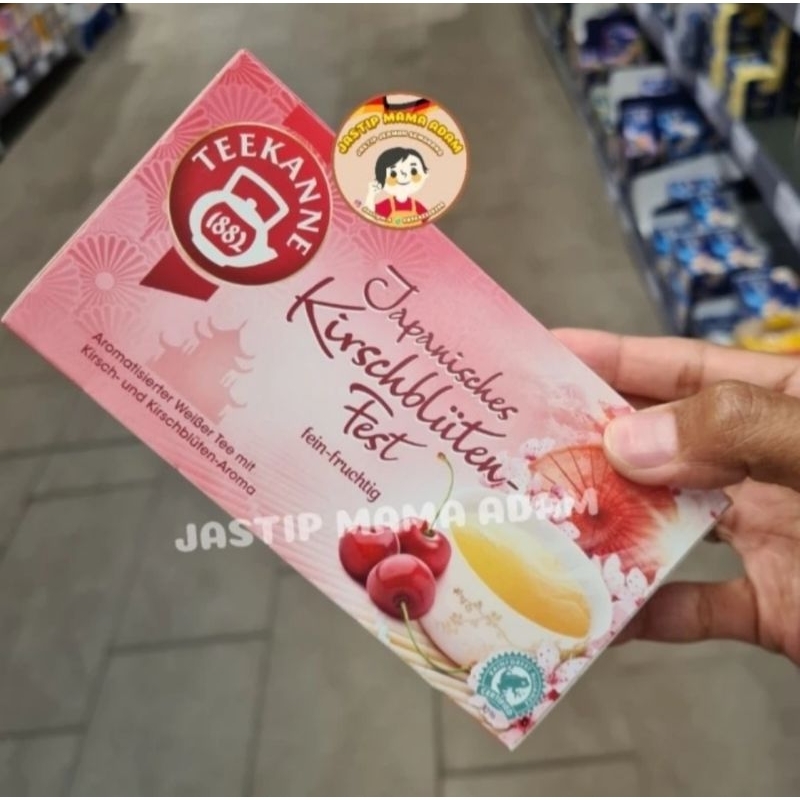 TEEKANNE
1882
JASTIP MAMA ADAM
Japanisches
Kirschblüten-
Fest
fein-fruchtig
Aromatisierter Weißer Tee mit
Kirsch- und Kirschblüten-Aroma
JASTIP MAMA ADAM